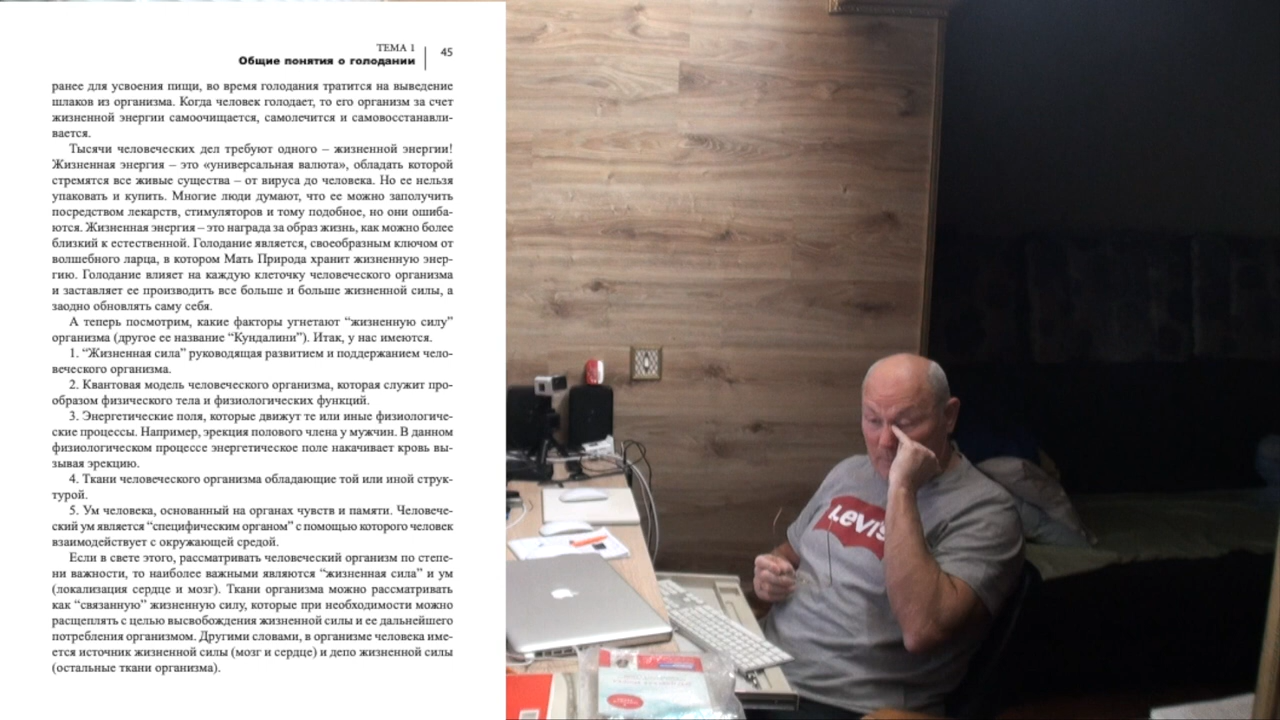 ТЕМА 1
Общие понятия о голодании
45
ранее для усвоения пищи, во время голодания тратится на выведение
шлаков из организма. Когда человек голодает, то его организм за счет
жизненной энергии самоочищается, самолечится и самовосстанавли-
вается.
Тысячи человеческих дел требуют одного – жизненной энергии!
Жизненная энергия – это «универсальная валюта», обладать которой
стремятся все живые существа – от вируса до человека. Но ее нельзя
упаковать и купить. Многие люди думают, что ее можно заполучить
посредством лекарств, стимуляторов и тому подобное, но они ошиба-
ются. Жизненная энергия – это награда за образ жизнь, как можно более
близкий к естественной. Голодание является, своеобразным ключом от
волшебного ларца, в котором Мать Природа хранит жизненную энер-
гию. Голодание влияет на каждую клеточку человеческого организма
и заставляет ее производить все больше и больше жизненной силы, а
заодно обновлять саму себя.
А теперь посмотрим, какие факторы угнетают “жизненную силу”
организма (другое ее название “Кундалини”). Итак, у нас имеются.
1. “Жизненная сила” руководящая развитием и поддержанием чело-
веческого организма.
2. Квантовая модель человеческого организма, которая служит про-
образом физического тела и физиологических функций.
3. Энергетические поля, которые движут те или иные физиологиче-
ские процессы. Например, эрекция полового члена у мужчин. В данном
физиологическом процессе энергетическое поле накачивает кровь вы-
зывая эрекцию.
4. Ткани человеческого организма обладающие той или иной струк-
турой.
5. Ум человека, основанный на органах чувств и памяти. Человече-
ский ум является “специфическим органом” с помощью которого человек
взаимодействует с окружающей средой.
Если в свете этого, рассматривать человеческий организм по степе-
ни важности, то наиболее важными являются “жизненная сила” и ум
(локализация сердце и мозг). Ткани организма можно рассматривать
как “связанную” жизненную силу, которые при необходимости можно
расщеплять с целью высвобождения жизненной силы и ее дальнейшего
потребления организмом. Другими словами, в организме человека име-
ется источник жизненной силы (мозг и сердце) и депо жизненной силы
(остальные ткани организма).
Levi's